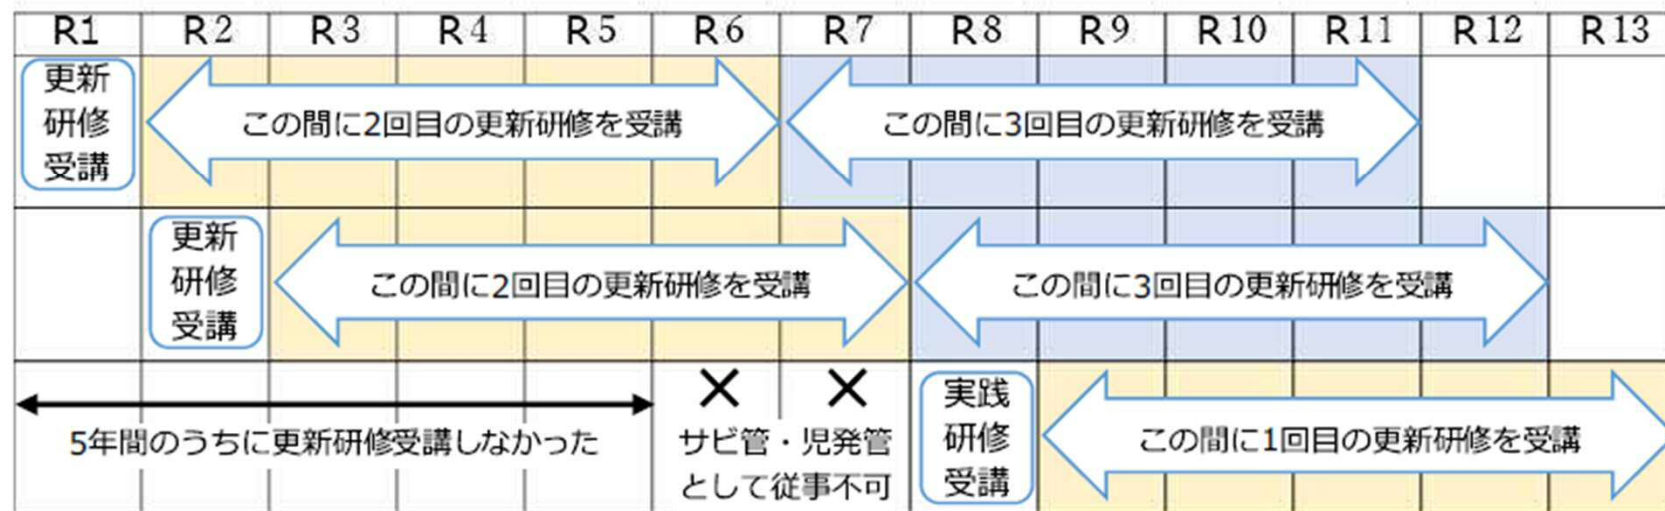 R1 R2 R3 R4 R5 R6 R7 R8 R9 R10 R11 R12 R13
更新
研修
受講
この間に2回目の更新研修を受講
この間に3回目の更新研修を受講
更新
研修
受講
この間に2回目の更新研修を受講
この間に3回目の更新研修を受講
5年間のうちに更新研修受講しなかった
× ×
サビ管・児発管
として従事不可
実践
研修
受講
この間に1回目の更新研修を受講